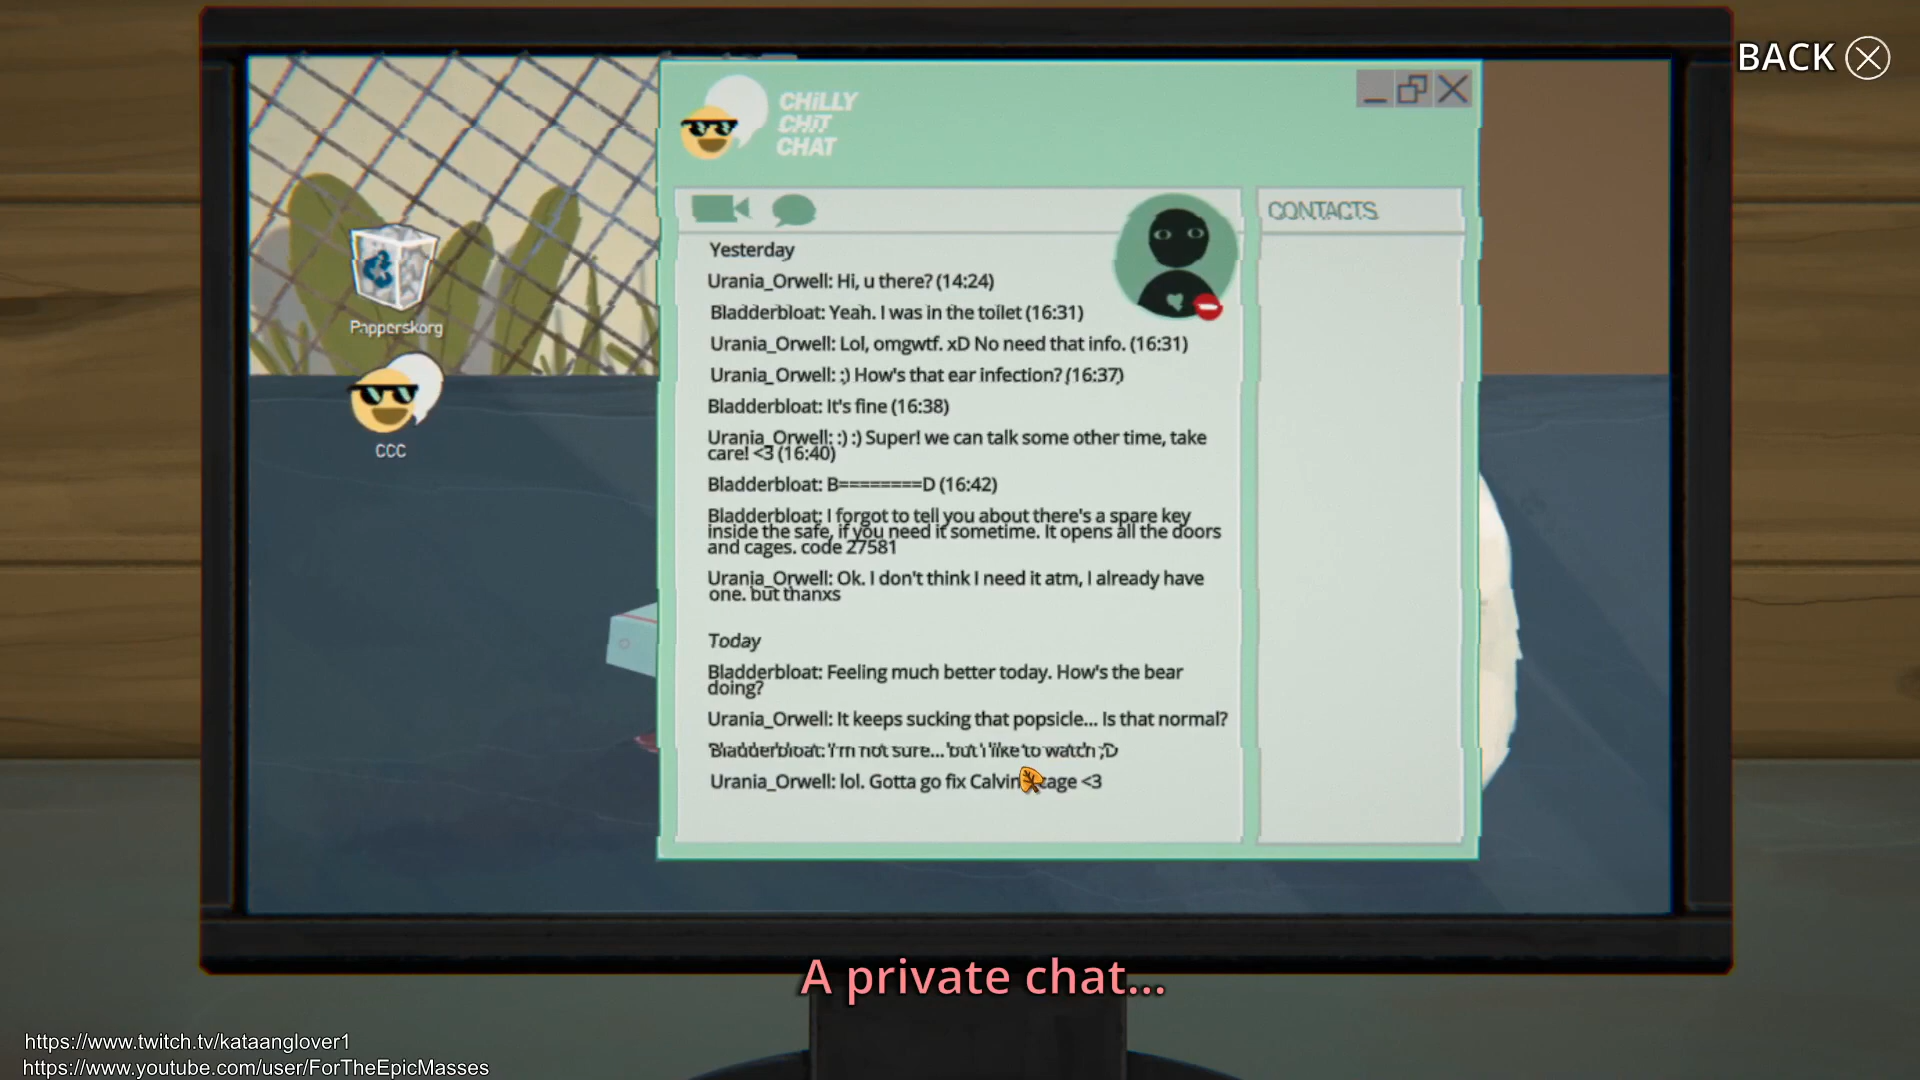 BACK
CHiLLY
CHiT
CHAT
CONTACTS
Yesterday
Urania_Orwell: Hi, u there? (14:24)
Bladderbloat: Yeah. I was in the toilet (16:31)
Urania_Orwell: Lol, omgwtf. xD No need that info. (16:31)
Urania_Orwell: ;) How's that ear infection? (16:37)
Bladderbloat: It's fine (16:38)
Urania_Orwell: :) :) Super! we can talk some other time, take
care! <3 (16:40)
Bladderbloat: B========D (16:42)
Bladderbloat: I forgot to tell you about there's a spare key
inside the safe, if you need it sometime. It opens all the doors
and cages. code 27581
Urania_Orwell: Ok. I don't think I need it atm, I already have
one. but thanxs
Today
Bladderbloat: Feeling much better today. How's the bear
doing?
Urania_Orwell: It keeps sucking that popsicle... Is that normal?
Bladderbloat: I'm not sure... but i like to watch ;D
Urania_Orwell: lol. Gotta go fix Calvin cage <3
Papperskorg
CCC
A private chat...
https://www.twitch.tv/kataanglover1
https://www.youtube.com/user/ForTheEpicMasses